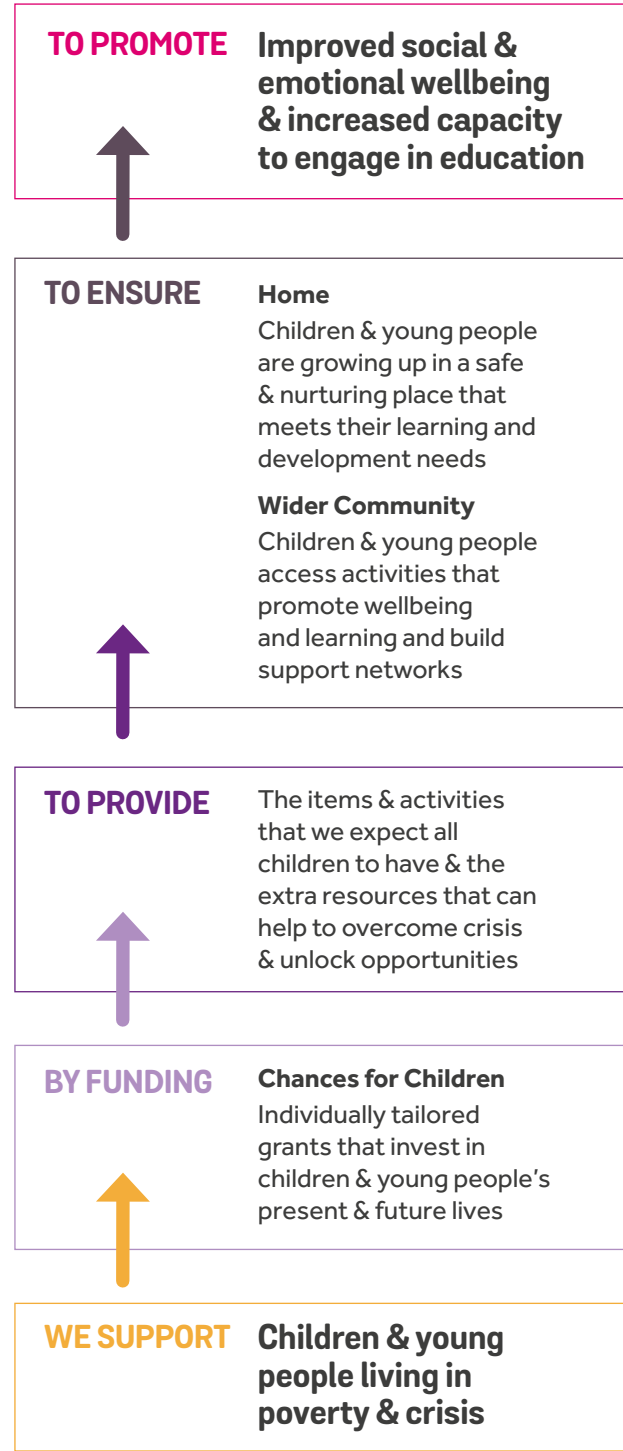 TO PROMOTE
Improved social &
emotional wellbeing
& increased capacity
to engage in education
TO ENSURE
Home
Children & young people
are growing up in a safe
& nurturing place that
meets their learning and
development needs
Wider Community
Children & young people
access activities that
promote wellbeing
and learning and build
support networks
TO PROVIDE
The items & activities
that we expect all
children to have & the
extra resources that can
help to overcome crisis
& unlock opportunities
BY FUNDING
Chances for Children
Individually tailored
grants that invest in
children & young people’s
present & future lives
WE SUPPORT
Children & young
people living in
poverty & crisis